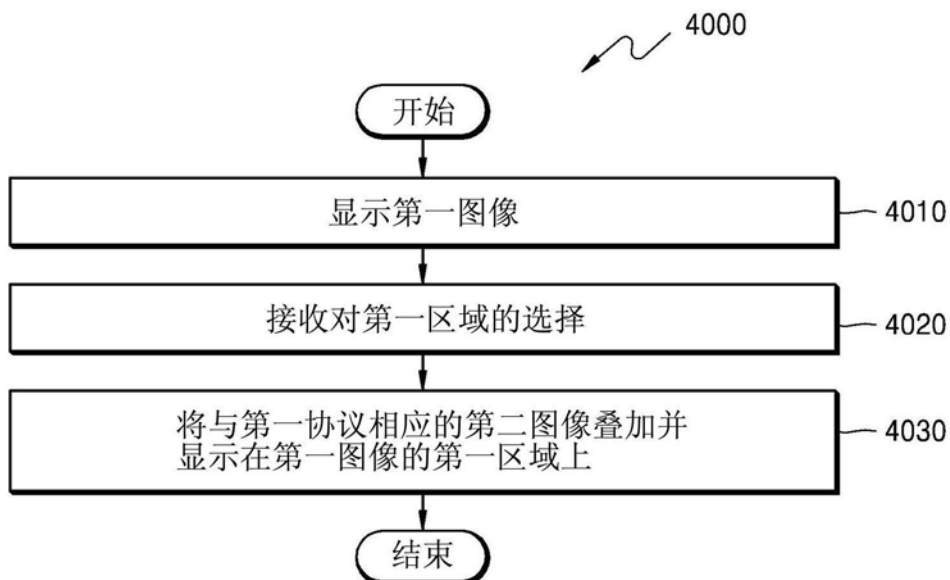 4000
开始
显示第一图像
4010
接收对第一区域的选择
4020
将与第一协议相应的第二图像叠加并
显示在第一图像的第一区域上
4030
结束